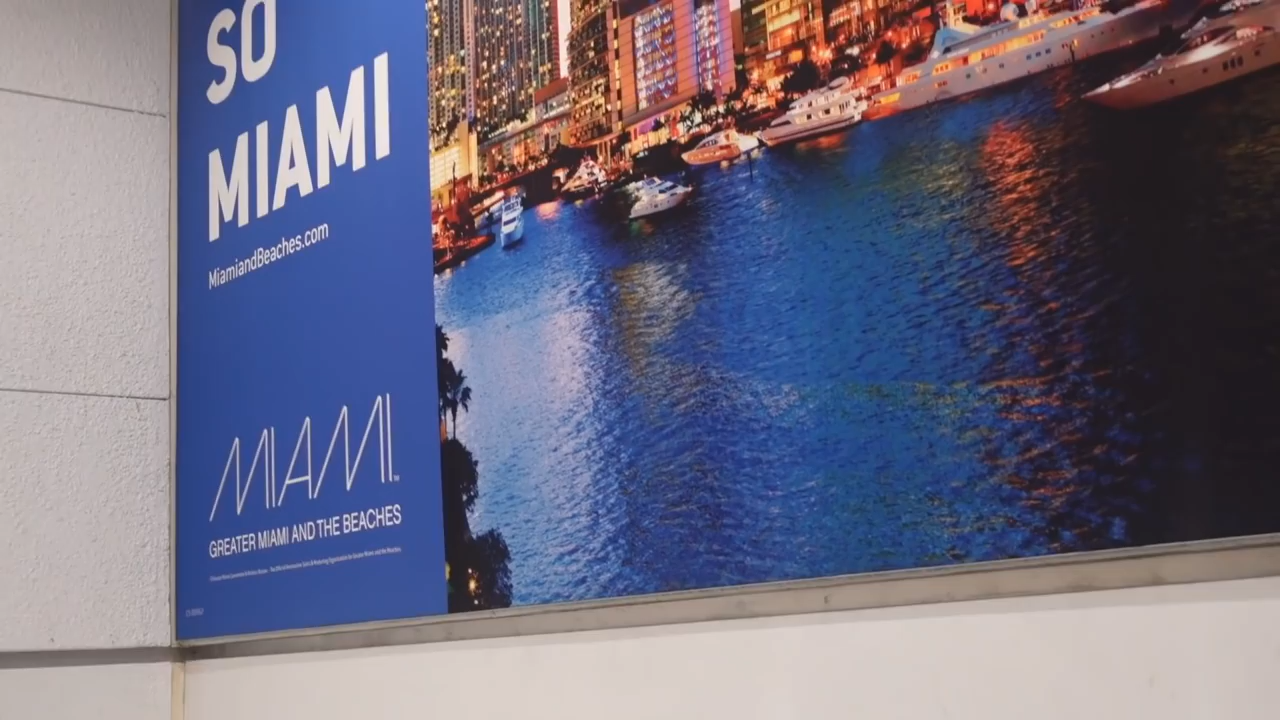 SO
MIAMI
MiamiandBeaches.com
MIAMI
GREATER MIAMI AND THE BEACHES